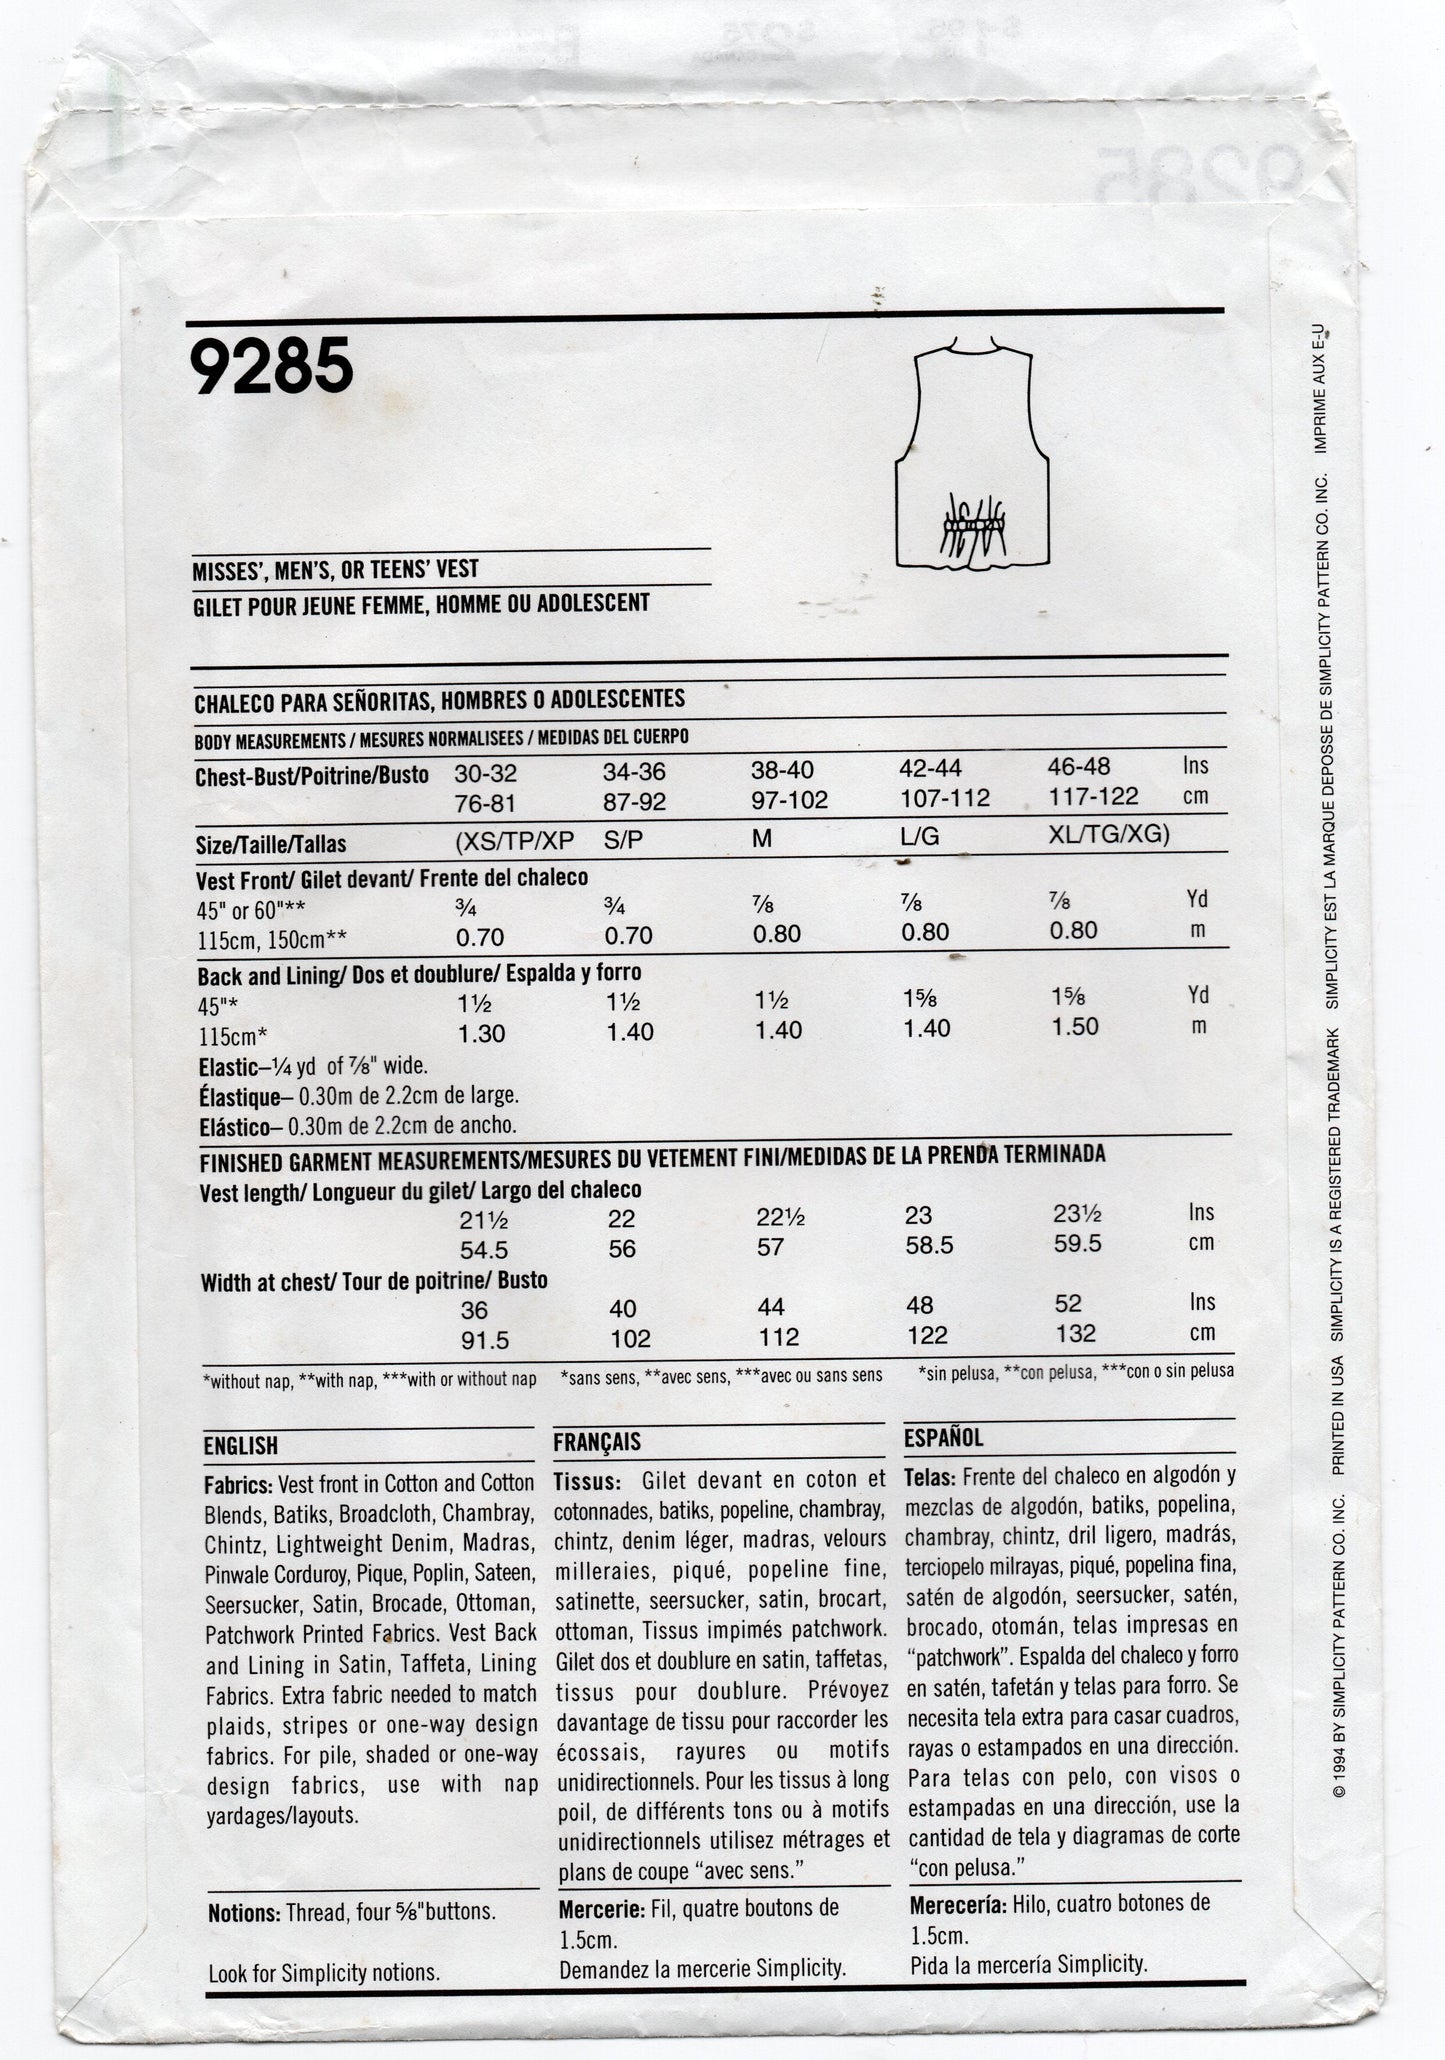 9285
9285
MISSES', MEN'S, OR TEENS' VEST
GILET POUR JEUNE FEMME, HOMME OU ADOLESCENT
CHALECO PARA SEÑORITAS, HOMBRES O ADOLESCENTES
BODY MEASUREMENTS / MESURES NORMALISEES / MEDIDAS DEL CUERPO
Chest-Bust/Poitrine/Busto 30-32 34-36 38-40 42-44 46-48 Ins
76-81 87-92 97-102 107-112 117-122 cm
Size/Taille/Tallas (XS/TP/XP S/P M L/G XL/TG/XG)
Vest Front/ Gilet devant/ Frente del chaleco
45" or 60"** ¾ ¾ ⅞ ⅞ ⅞ Yd
115cm, 150cm** 0.70 0.70 0.80 0.80 0.80 m
Back and Lining/ Dos et doublure/ Espalda y forro
45"* 1½ 1½ 1½ 1⅝ 1⅝ Yd
115cm* 1.30 1.40 1.40 1.40 1.50 m
Elastic–¼ yd of ⅞" wide.
Élastique– 0.30m de 2.2cm de large.
Elástico– 0.30m de 2.2cm de ancho.
FINISHED GARMENT MEASUREMENTS/MESURES DU VETEMENT FINI/MEDIDAS DE LA PRENDA TERMINADA
Vest length/ Longueur du gilet/ Largo del chaleco
21½ 22 22½ 23 23½ Ins
54.5 56 57 58.5 59.5 cm
Width at chest/ Tour de poitrine/ Busto
36 40 44 48 52 Ins
91.5 102 112 122 132 cm
*without nap, **with nap, ***with or without nap *sans sens, **avec sens, ***avec ou sans sens *sin pelusa, **con pelusa, ***con o sin pelusa
ENGLISH
Fabrics: Vest front in Cotton and Cotton
Blends, Batiks, Broadcloth, Chambray,
Chintz, Lightweight Denim, Madras,
Pinwale Corduroy, Pique, Poplin, Sateen,
Seersucker, Satin, Brocade, Ottoman,
Patchwork Printed Fabrics. Vest Back
and Lining in Satin, Taffeta, Lining
Fabrics. Extra fabric needed to match
plaids, stripes or one-way design
fabrics. For pile, shaded or one-way
design fabrics, use with nap
yardages/layouts.
Notions: Thread, four ⅝"buttons.
Look for Simplicity notions.
FRANÇAIS
Tissus: Gilet devant en coton et
cotonnades, batiks, popeline, chambray,
chintz, denim léger, madras, velours
milleraies, piqué, popeline fine,
satinette, seersucker, satin, brocart,
ottoman, Tissus impimés patchwork.
Gilet dos et doublure en satin, taffetas,
tissus pour doublure. Prévoyez
davantage de tissu pour raccorder les
écossais, rayures ou motifs
unidirectionnels. Pour les tissus à long
poil, de différents tons ou à motifs
unidirectionnels utilisez métrages et
plans de coupe “avec sens.”
Mercerie: Fil, quatre boutons de
1.5cm.
Demandez la mercerie Simplicity.
ESPAÑOL
Telas: Frente del chaleco en algodón y
mezclas de algodón, batiks, popelina,
chambray, chintz, dril ligero, madrás,
terciopelo milrayas, piqué, popelina fina,
satén de algodón, seersucker, satén,
brocado, otomán, telas impresas en
“patchwork”. Espalda del chaleco y forro
en satén, tafetán y telas para forro. Se
necesita tela extra para casar cuadros,
rayas o estampados en una dirección.
Para telas con pelo, con visos o
estampadas en una dirección, use la
cantidad de tela y diagramas de corte
“con pelusa.”
Merecería: Hilo, cuatro botones de
1.5cm.
Pida la mercería Simplicity.
© 1994 BY SIMPLICITY PATTERN CO. INC. PRINTED IN USA SIMPLICITY IS A REGISTERED TRADEMARK SIMPLICITY EST LA MARQUE DEPOSSE DE SIMPLICITY PATTERN CO. INC. IMPRIME AUX E-U